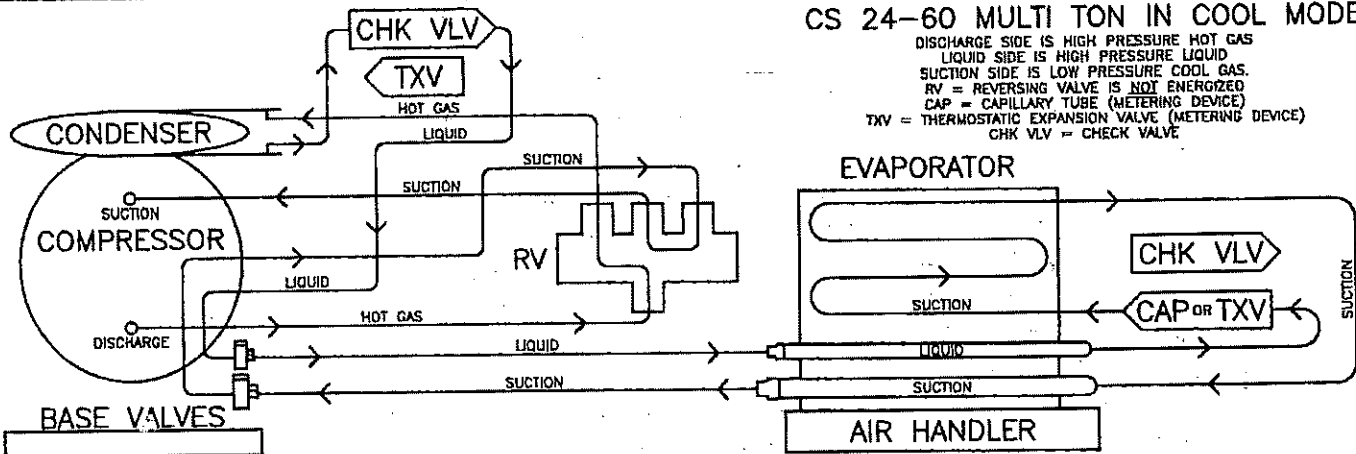 CS 24-60 MULTI TON IN COOL MODE
DISCHARGE SIDE IS HIGH PRESSURE HOT GAS
LIQUID SIDE IS HIGH PRESSURE LIQUID
SUCTION SIDE IS LOW PRESSURE COOL GAS.
RV = REVERSING VALVE IS NOT ENERGIZED
CAP = CAPILLARY TUBE (METERING DEVICE)
TXV = THERMOSTATIC EXPANSION VALVE (METERING DEVICE)
CHK VLV = CHECK VALVE
CHK VLV
TXV
HOT GAS
CONDENSER
LIQUID
SUCTION
SUCTION
SUCTION
COMPRESSOR
RV
LIQUID
HOT GAS
DISCHARGE
LIQUID
SUCTION
BASE VALVES
EVAPORATOR
CHK VLV
SUCTION
CAP OR TXV
SUCTION
LIQUID
SUCTION
AIR HANDLER